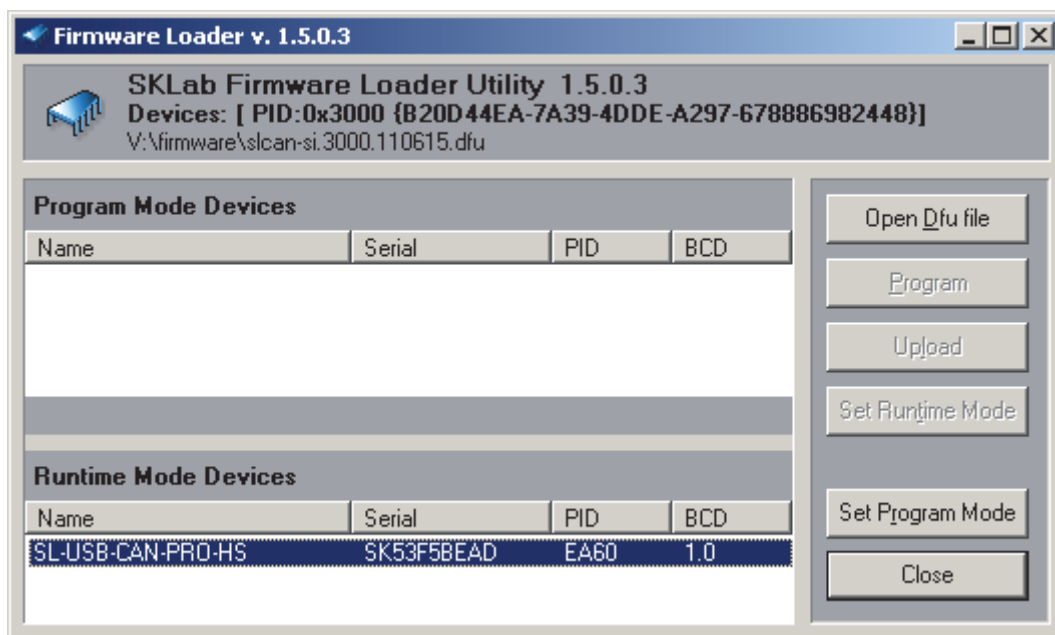 Firmware Loader v. 1.5.0.3
SKLab Firmware Loader Utility 1.5.0.3
Devices: [ PID:0x3000 {B20D44EA-7A39-4DDE-A297-678886982448}]
V:\firmware\slcan-si.3000.110615.dfu
Program Mode Devices
Name Serial PID BCD
Open Dfu file
Program
Upload
Set Runtime Mode
Runtime Mode Devices
Name Serial PID BCD
SL-USB-CAN-PRO-HS SK53F5BEAD EA60 1.0
Set Program Mode
Close